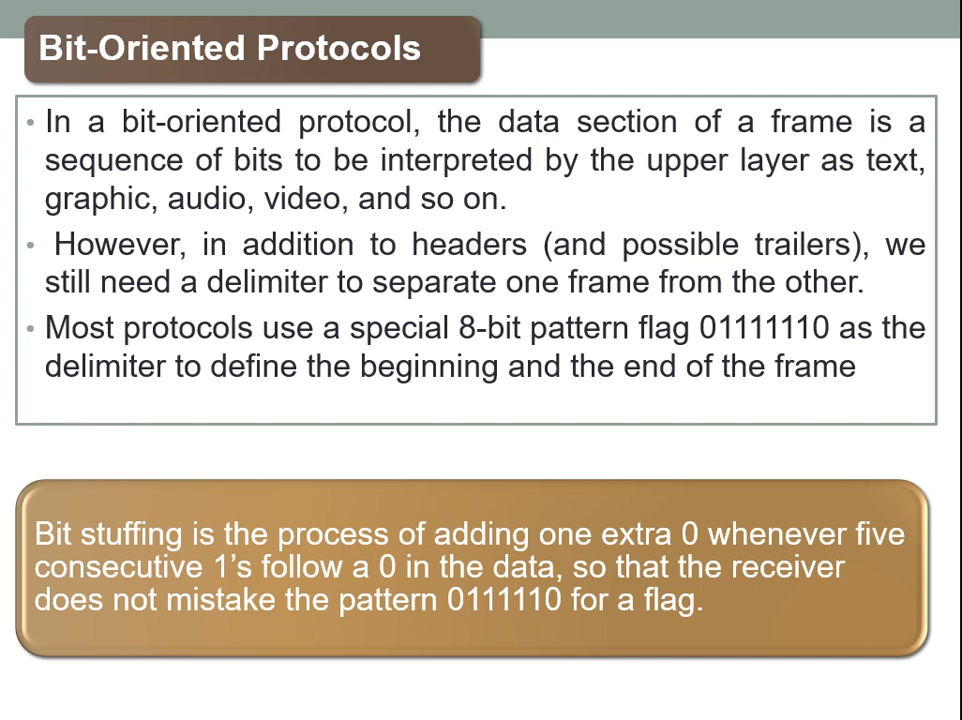 Bit-Oriented Protocols
• In a bit-oriented protocol, the data section of a frame is a
sequence of bits to be interpreted by the upper layer as text,
graphic, audio, video, and so on.
• However, in addition to headers (and possible trailers), we
still need a delimiter to separate one frame from the other.
• Most protocols use a special 8-bit pattern flag 01111110 as the
delimiter to define the beginning and the end of the frame
Bit stuffing is the process of adding one extra 0 whenever five
consecutive 1’s follow a 0 in the data, so that the receiver
does not mistake the pattern 0111110 for a flag.